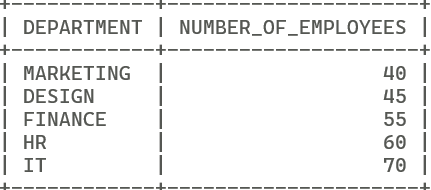 +------------+---------------------+
| DEPARTMENT | NUMBER_OF_EMPLOYEES |
+------------+---------------------+
| MARKETING  |                  40 |
| DESIGN     |                  45 |
| FINANCE    |                  55 |
| HR         |                  60 |
| IT         |                  70 |
+------------+---------------------+